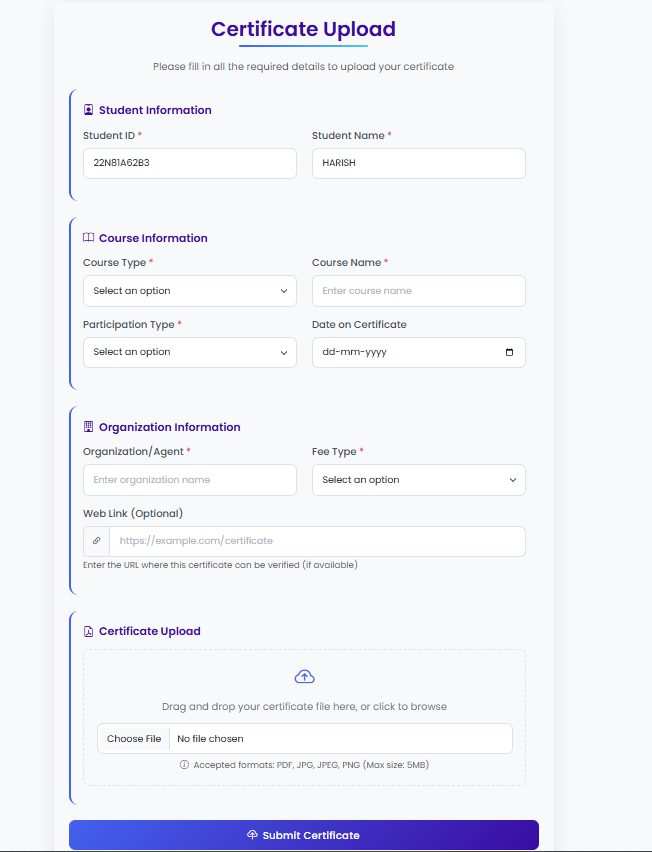 Certificate Upload
Please fill in all the required details to upload your certificate
Student Information
Student ID * Student Name *
22N81A62B3 HARISH
Course Information
Course Type * Course Name *
Select an option Enter course name
Participation Type * Date on Certificate
Select an option dd-mm-yyyy
Organization Information
Organization/Agent * Fee Type *
Enter organization name Select an option
Web Link (Optional)
https://example.com/certificate
Enter the URL where this certificate can be verified (if available)
Certificate Upload
Drag and drop your certificate file here, or click to browse
Choose File No file chosen
Accepted formats: PDF, JPG, JPEG, PNG (Max size: 5MB)
Submit Certificate